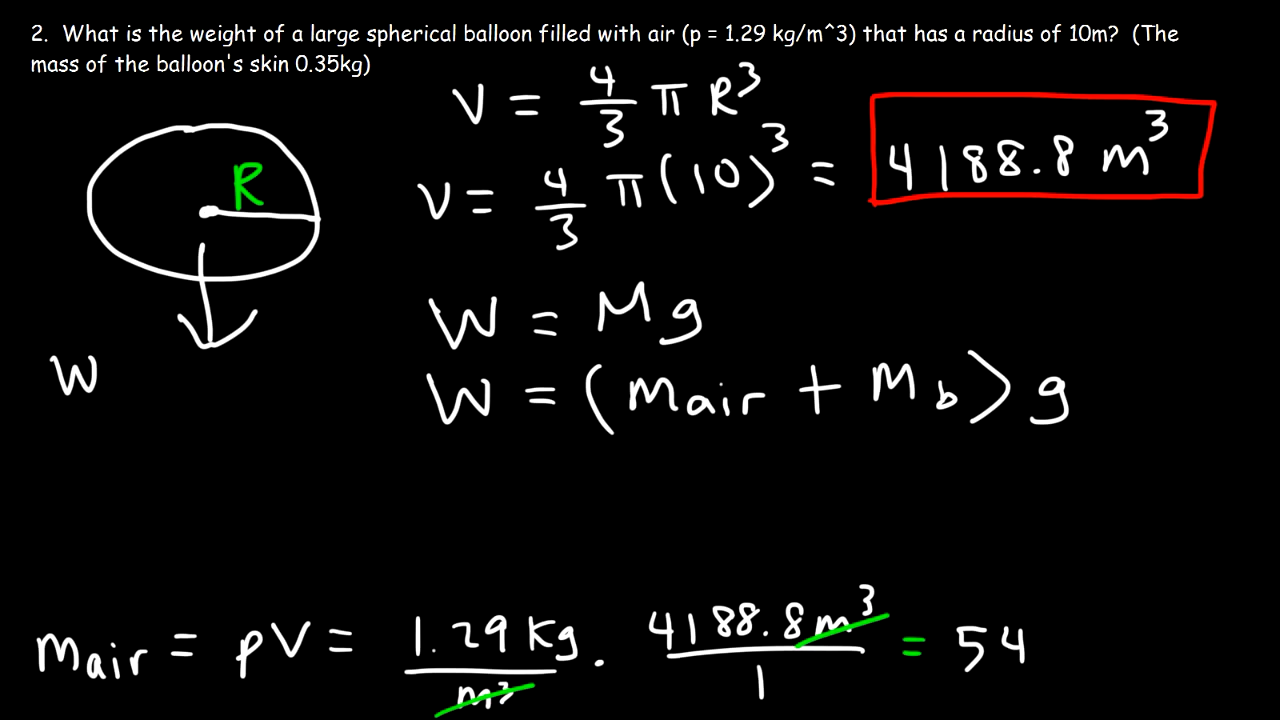 2. What is the weight of a large spherical balloon filled with air (p = 1.29 kg/m^3) that has a radius of 10m? (The
mass of the balloon's skin 0.35kg)
V = 4/3 π R³
R
V = 4/3 π (10)³ = 4188.8 m³
W = Mg
W
W = (mair + Mb) g
mair = pV = 1.29 Kg/m³ · 4188.8 m³/1 = 54